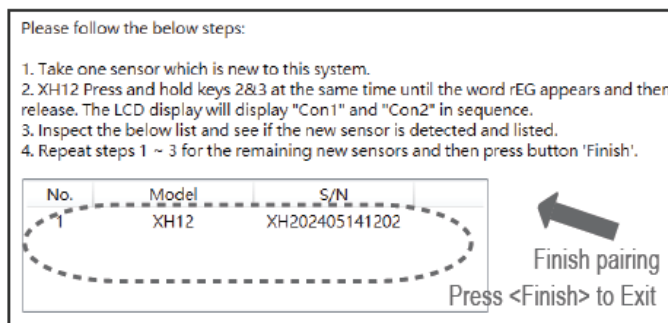 Please follow the below steps:
1. Take one sensor which is new to this system.
2. XH12 Press and hold keys 2&3 at the same time until the word rEG appears and then
release. The LCD display will display "Con1" and "Con2" in sequence.
3. Inspect the below list and see if the new sensor is detected and listed.
4. Repeat steps 1 ~ 3 for the remaining new sensors and then press button 'Finish'.
No. Model S/N
1 XH12 XH202405141202
Finish pairing
Press <Finish> to Exit